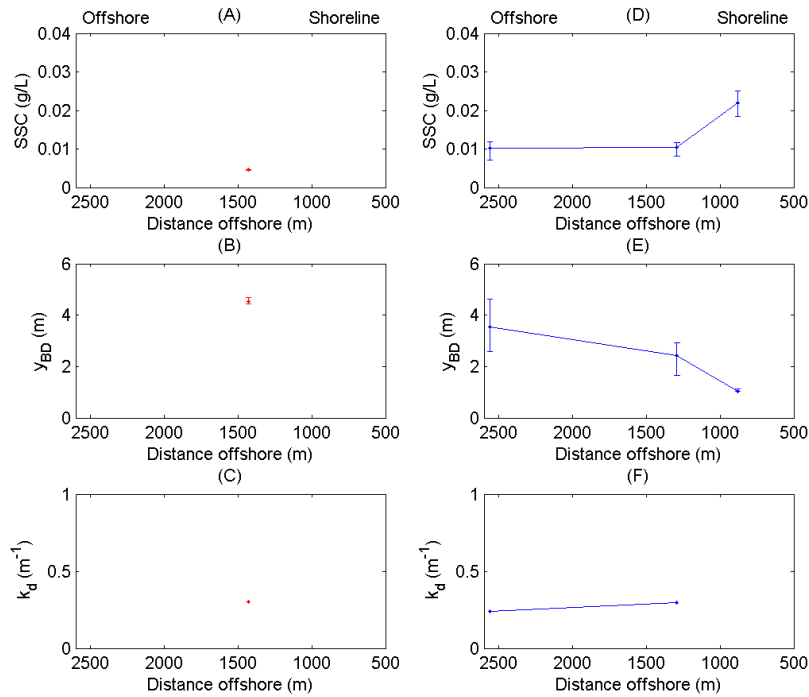 Offshore (A) Shoreline
0.04
0.03
0.02
0.01
0
SSC (g/L)
2500 2000 1500 1000 500
Distance offshore (m)
Offshore (D) Shoreline
0.04
0.03
0.02
0.01
0
SSC (g/L)
2500 2000 1500 1000 500
Distance offshore (m)
(B)
6
4
2
0
y_BD (m)
2500 2000 1500 1000 500
Distance offshore (m)
(E)
6
4
2
0
y_BD (m)
2500 2000 1500 1000 500
Distance offshore (m)
(C)
1
0.5
0
k_d (m^-1)
2500 2000 1500 1000 500
Distance offshore (m)
(F)
1
0.5
0
k_d (m^-1)
2500 2000 1500 1000 500
Distance offshore (m)